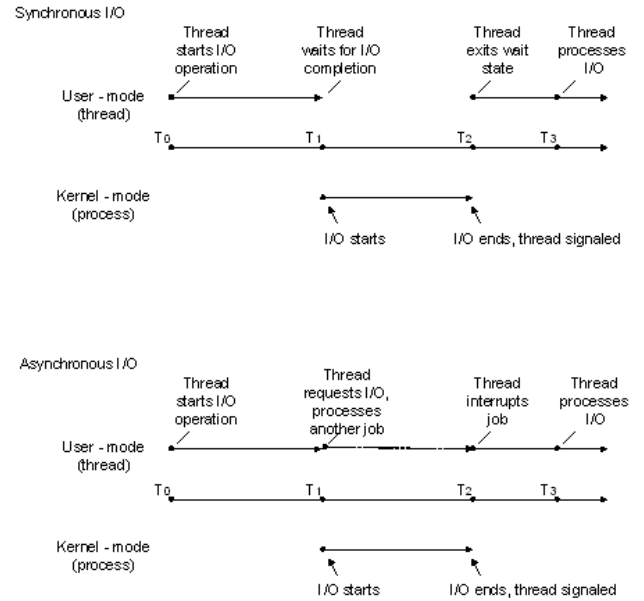 Synchronous I/O
Thread
starts I/O
operation
Thread
waits for I/O
completion
Thread
exits wait
state
Thread
processes
I/O
User - mode
(thread)
T0
T1
T2
T3
Kernel - mode
(process)
I/O starts
I/O ends, thread signaled
Asynchronous I/O
Thread
starts I/O
operation
Thread
requests I/O,
processes
another job
Thread
interrupts
job
Thread
processes
I/O
User - mode
(thread)
T0
T1
T2
T3
Kernel - mode
(process)
I/O starts
I/O ends, thread signaled